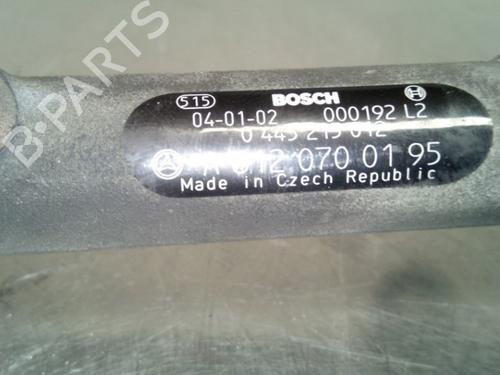 B-PARTS
515 BOSCH
04-01-02 000192 L2
0 445 215 012
A 612 070 01 95
Made in Czech Republic